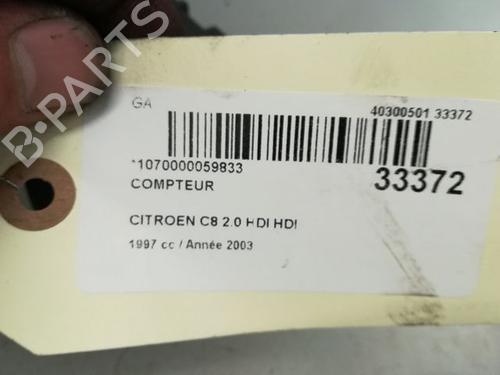 B-PARTS
GA
40300501 33372
*1070000059833
33372
COMPTEUR
CITROEN C8 2.0 HDI HDI
1997 cc / Année 2003